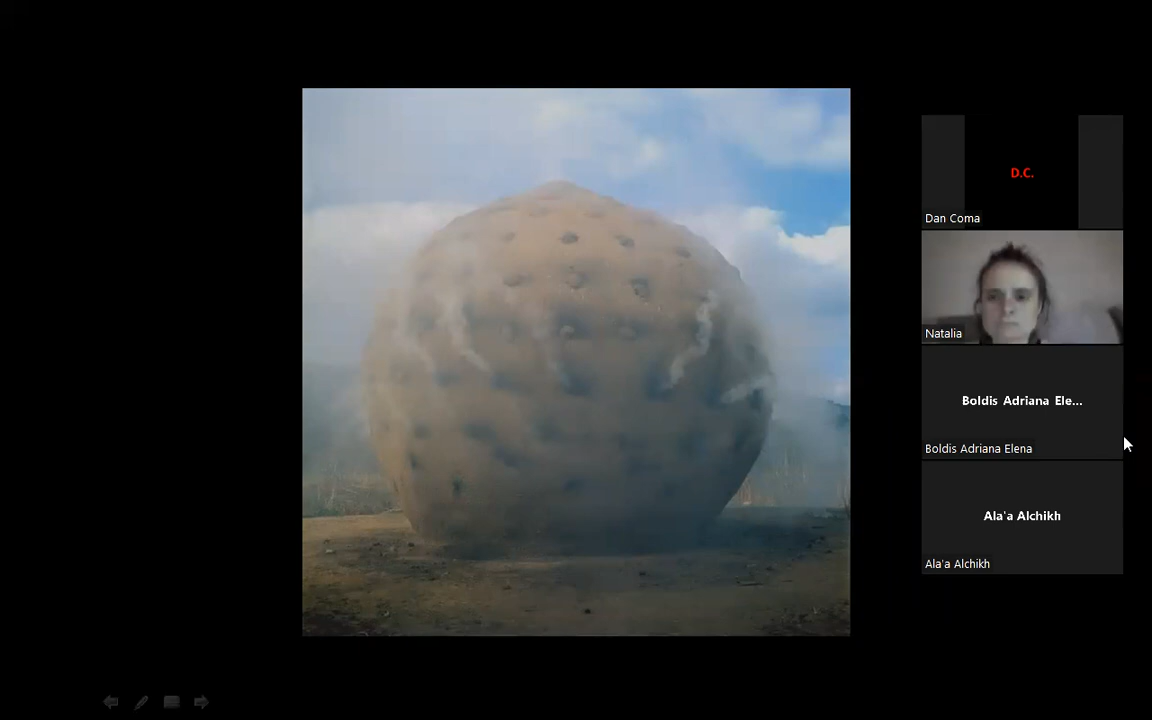 D.C.
Dan Coma
Natalia
Boldis Adriana Ele...
Boldis Adriana Elena
Ala'a Alchikh
Ala'a Alchikh